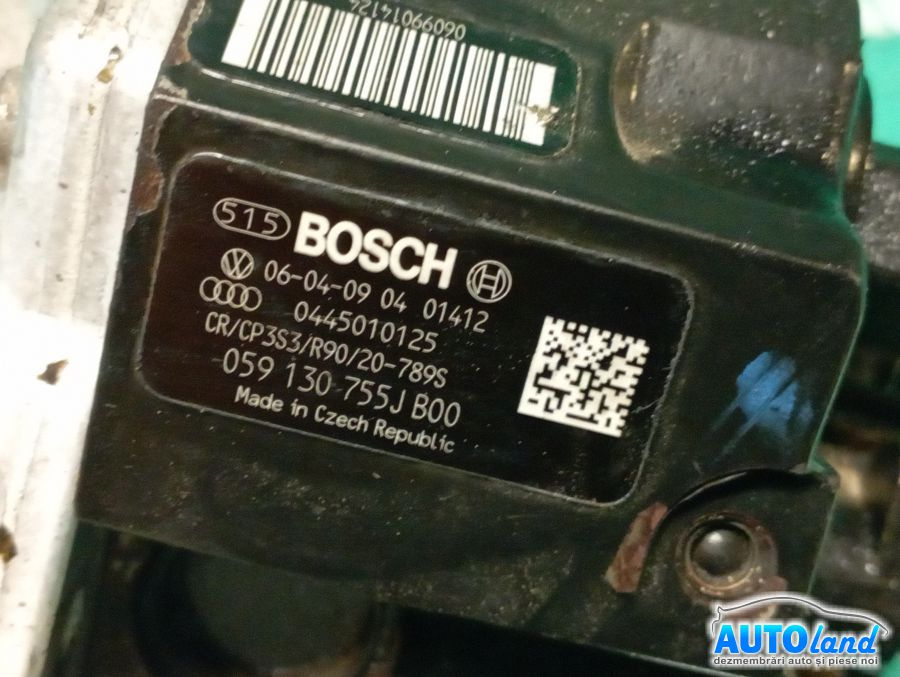 060990141124
515 BOSCH
06-04-09 04 01412
0445010125
CR/CP3S3/R90/20-789S
059 130 755J B00
Made in Czech Republic
AUTOland
dezmembrări auto și piese noi